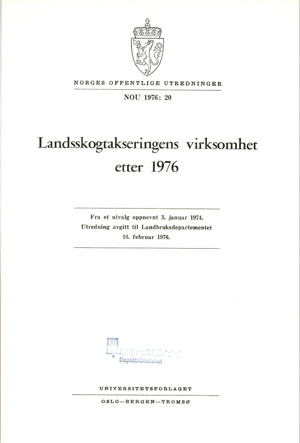 NORGES OFFENTLIGE UTREDNINGER
NOU 1976: 20
Landsskogtakseringens virksomhet
etter 1976
Fra et utvalg oppnevnt 3. januar 1974.
Utredning avgitt til Landbruksdepartementet
16. februar 1976.
Depotbiblioteket
UNIVERSITETSFORLAGET
OSLO—BERGEN—TROMSØ